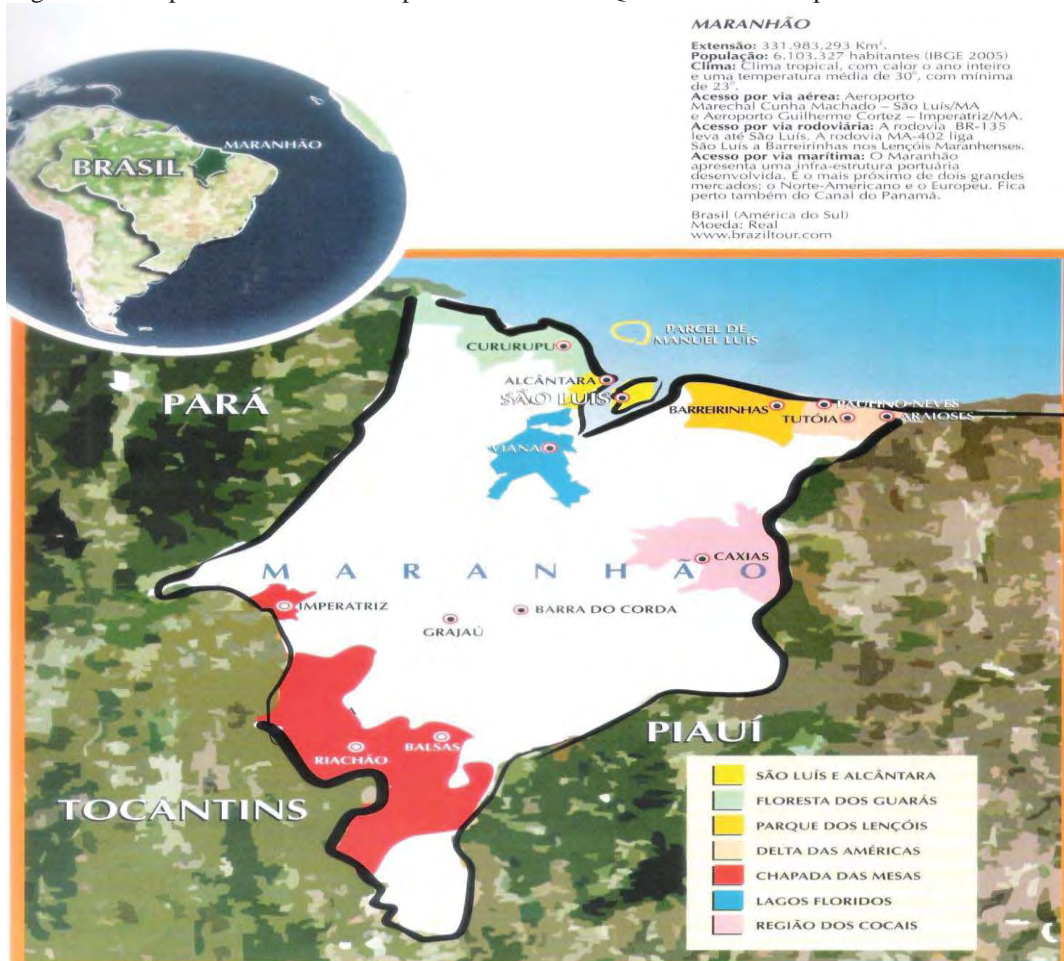 MARANHÃO
Extensão: 331.983,293 Km².
População: 6.103.327 habitantes (IBGE 2005)
Clima: Clima tropical, com calor o ano inteiro
e uma temperatura média de 30º, com mínima
de 23º.
Acesso por via aérea: Aeroporto
Marechal Cunha Machado – São Luís/MA
e Aeroporto Guilherme Cortez – Imperatriz/MA.
Acesso por via rodoviária: A rodovia BR-135
leva até São Luís. A rodovia MA-402 liga
São Luís a Barreirinhas nos Lençóis Maranhenses.
Acesso por via marítima: O Maranhão
apresenta uma infra-estrutura portuária
desenvolvida. É o mais próximo de dois grandes
mercados: o Norte-Americano e o Europeu. Fica
perto também do Canal do Panamá.
Brasil (América do Sul)
Moeda: Real
www.braziltour.com
MARANHÃO
BRASIL
PARCEL DE
MANUEL LUÍS
CURURUPU
ALCÂNTARA
SÃO LUÍS
PARÁ
BARREIRINHAS
PAULINO NEVES
TUTÓIA
ARAIOSES
VIANA
CAXIAS
MARANHÃO
IMPERATRIZ
BARRA DO CORDA
GRAJAÚ
PIAUÍ
BALSAS
RIACHÃO
TOCANTINS
SÃO LUÍS E ALCÂNTARA
FLORESTA DOS GUARÁS
PARQUE DOS LENÇÓIS
DELTA DAS AMÉRICAS
CHAPADA DAS MESAS
LAGOS FLORIDOS
REGIÃO DOS COCAIS